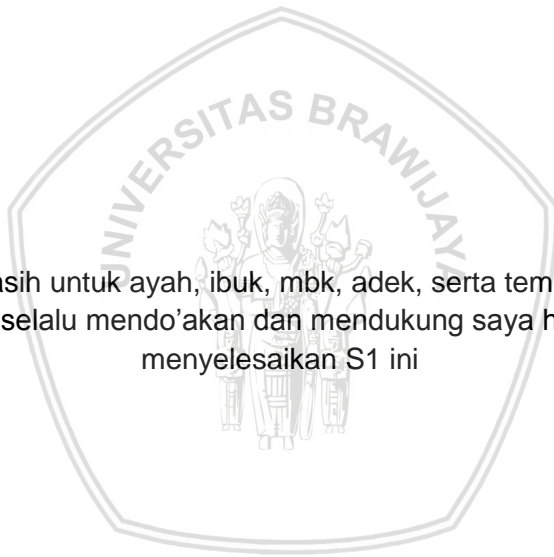 UNIVERSITAS BRAWIJAYA
asih untuk ayah, ibuk, mbk, adek, serta tem
selalu mendo’akan dan mendukung saya h
menyelesaikan S1 ini